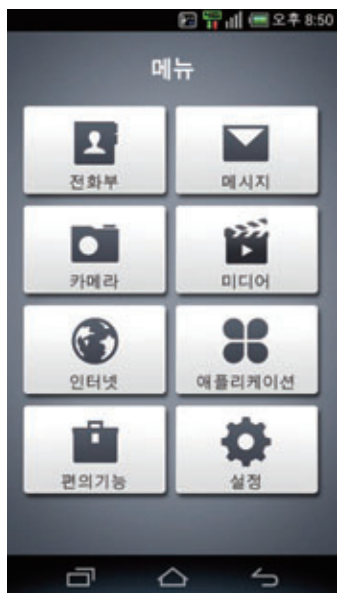 오후 8:50
메뉴
전화부
메시지
카메라
미디어
인터넷
애플리케이션
편의기능
설정